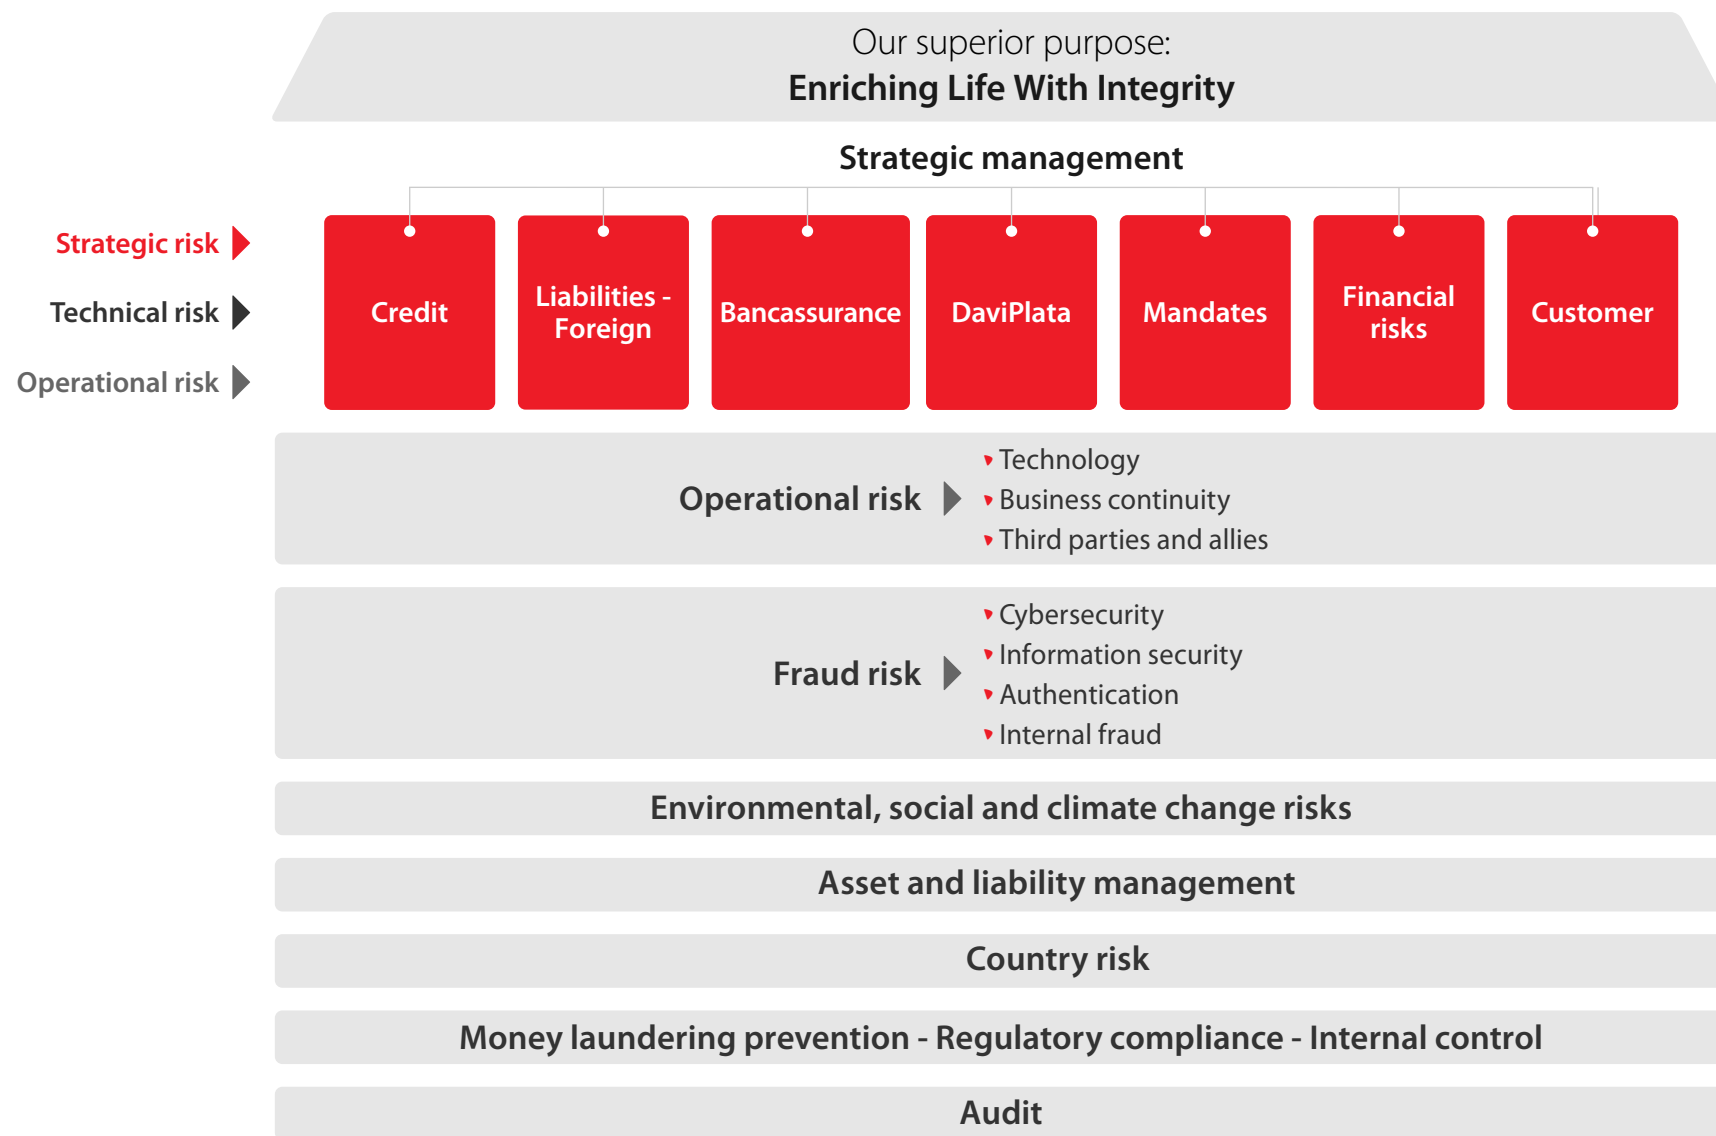 Our superior purpose:
Enriching Life With Integrity
Strategic management
Strategic risk
Technical risk
Operational risk
Credit
Liabilities -
Foreign
Bancassurance
DaviPlata
Mandates
Financial
risks
Customer
Operational risk
Technology
Business continuity
Third parties and allies
Fraud risk
Cybersecurity
Information security
Authentication
Internal fraud
Environmental, social and climate change risks
Asset and liability management
Country risk
Money laundering prevention - Regulatory compliance - Internal control
Audit